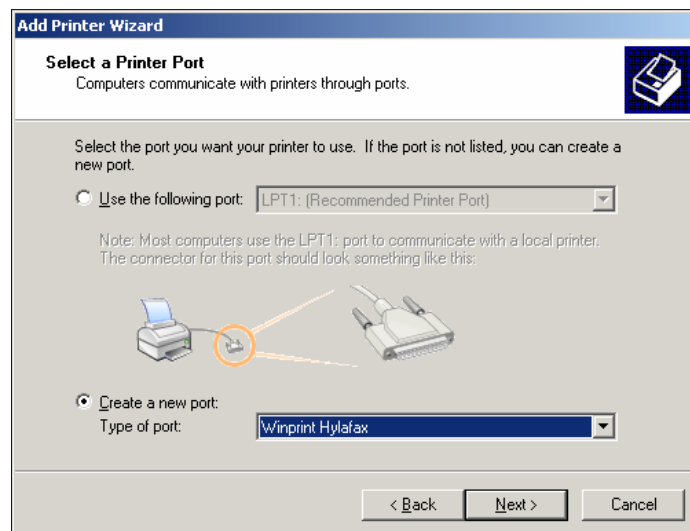 Add Printer Wizard
Select a Printer Port
Computers communicate with printers through ports.
Select the port you want your printer to use. If the port is not listed, you can create a
new port.
Use the following port: LPT1: (Recommended Printer Port)
Note: Most computers use the LPT1: port to communicate with a local printer.
The connector for this port should look something like this:
Create a new port:
Type of port: Winprint Hylafax
< Back Next > Cancel